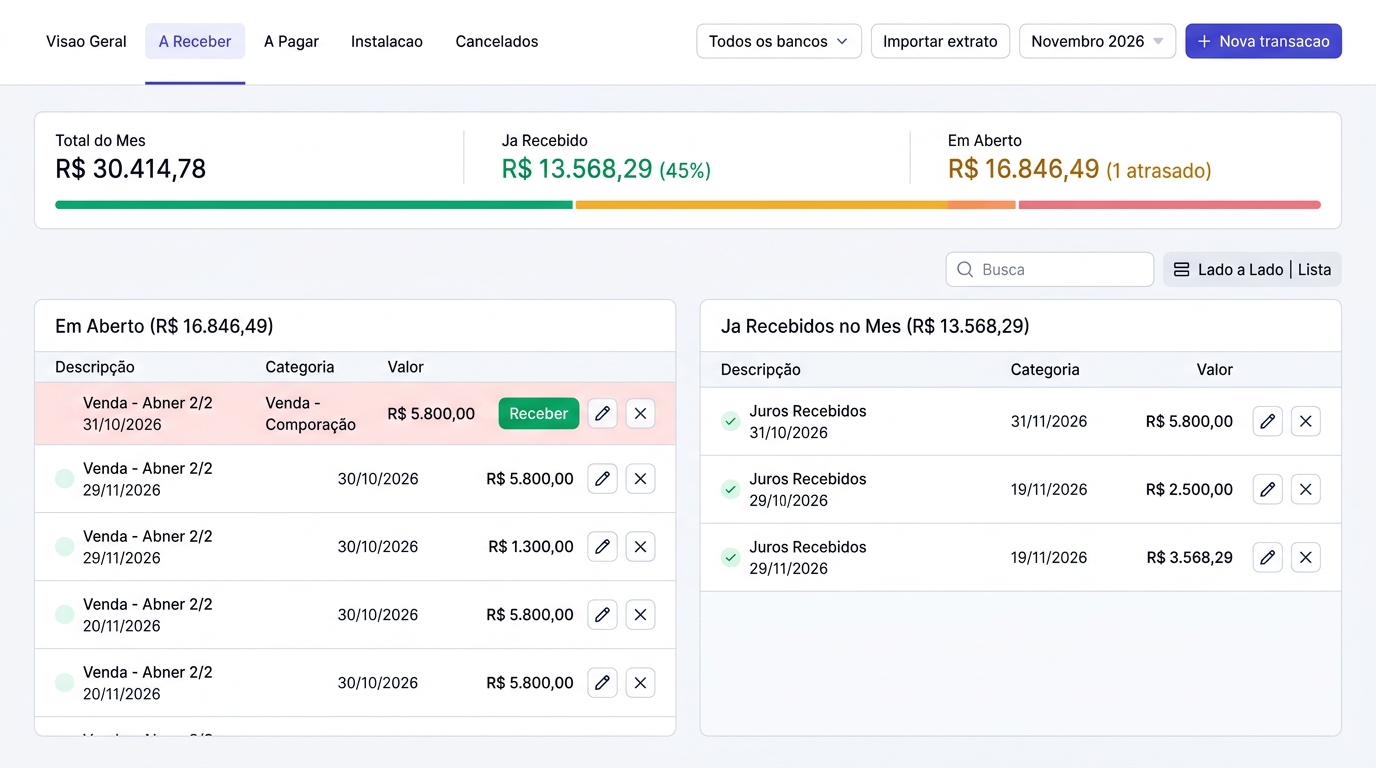 Visao Geral A Receber A Pagar Instalacao Cancelados Todos os bancos Importar extrato Novembro 2026 + Nova transacao
Total do Mes
R$ 30.414,78
Ja Recebido
R$ 13.568,29 (45%)
Em Aberto
R$ 16.846,49 (1 atrasado)
Busca
Lado a Lado | Lista
Em Aberto (R$ 16.846,49)
Descrição Categoria Valor
Venda - Abner 2/2
31/10/2026
Venda -
Comporação
R$ 5.800,00
Receber
Venda - Abner 2/2
29/11/2026
30/10/2026
R$ 5.800,00
Venda - Abner 2/2
29/11/2026
30/10/2026
R$ 1.300,00
Venda - Abner 2/2
20/11/2026
30/10/2026
R$ 5.800,00
Venda - Abner 2/2
20/11/2026
30/10/2026
R$ 5.800,00
Ja Recebidos no Mes (R$ 13.568,29)
Descrição Categoria Valor
Juros Recebidos
31/10/2026
31/11/2026
R$ 5.800,00
Juros Recebidos
29/10/2026
19/11/2026
R$ 2.500,00
Juros Recebidos
29/11/2026
19/11/2026
R$ 3.568,29